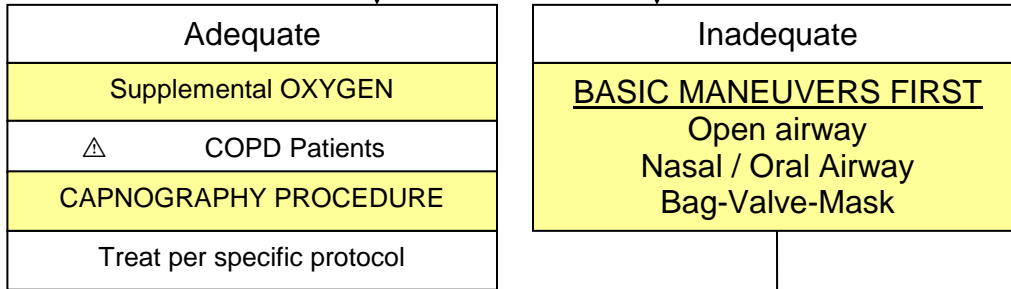 Adequate
Supplemental OXYGEN
⚠ COPD Patients
CAPNOGRAPHY PROCEDURE
Treat per specific protocol
Inadequate
BASIC MANEUVERS FIRST
Open airway
Nasal / Oral Airway
Bag-Valve-Mask